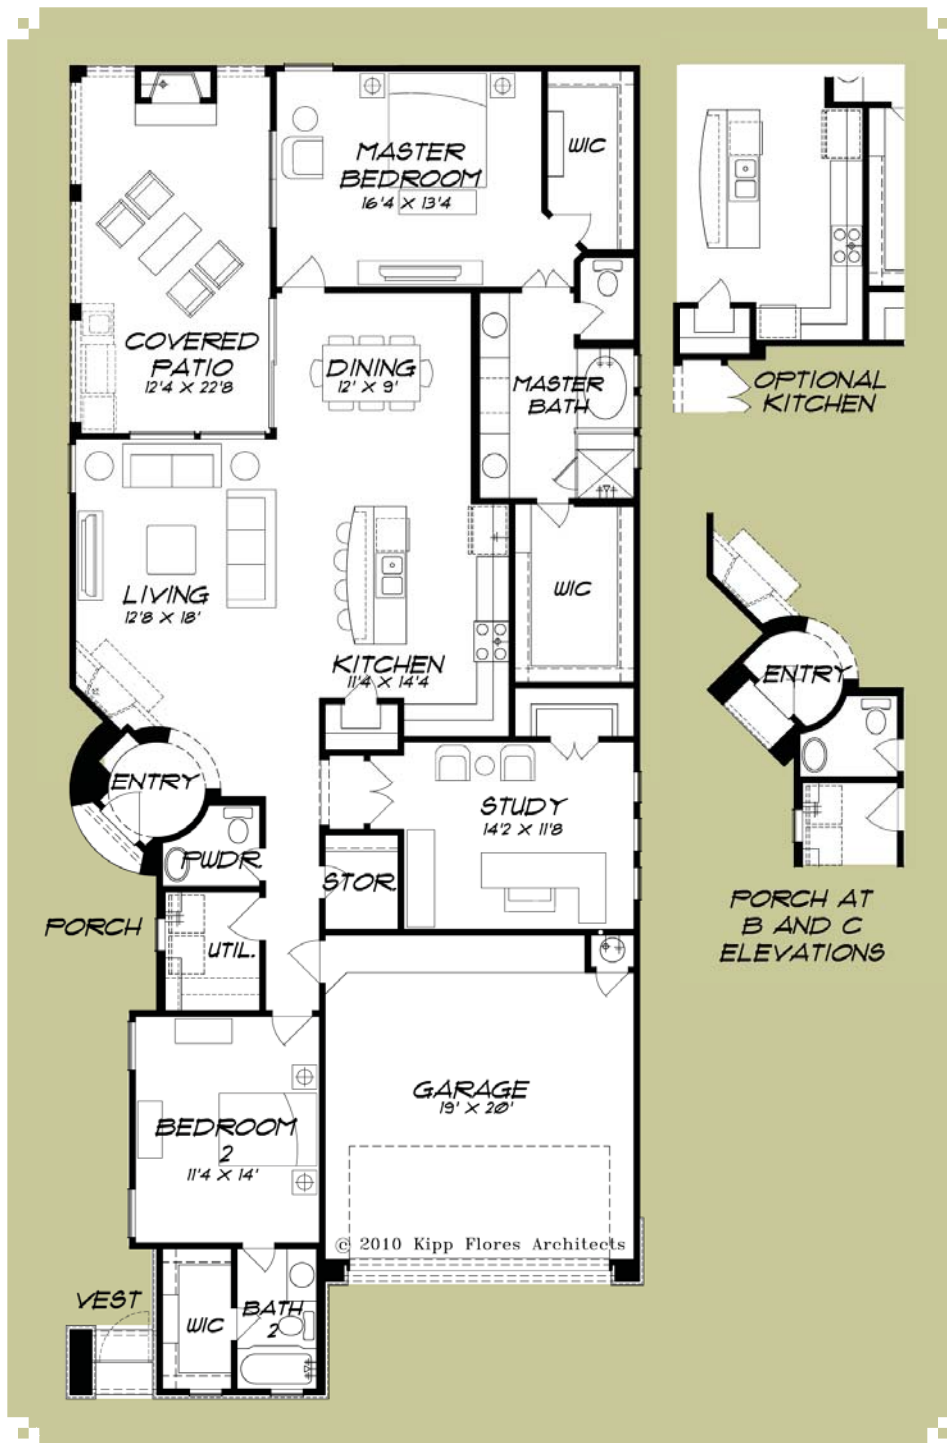 MASTER
BEDROOM
16'4 X 13'4
WIC
COVERED
PATIO
12'4 X 22'8
DINING
12' X 9'
MASTER
BATH
OPTIONAL
KITCHEN
LIVING
12'8 X 18'
WIC
KITCHEN
11'4 X 14'4
ENTRY
ENTRY
STUDY
14'2 X 11'8
PWDR.
STOR.
PORCH
UTIL.
PORCH AT
B AND C
ELEVATIONS
GARAGE
19' X 20'
BEDROOM
2
11'4 X 14'
© 2010 Kipp Flores Architects
VEST
WIC
BATH
2